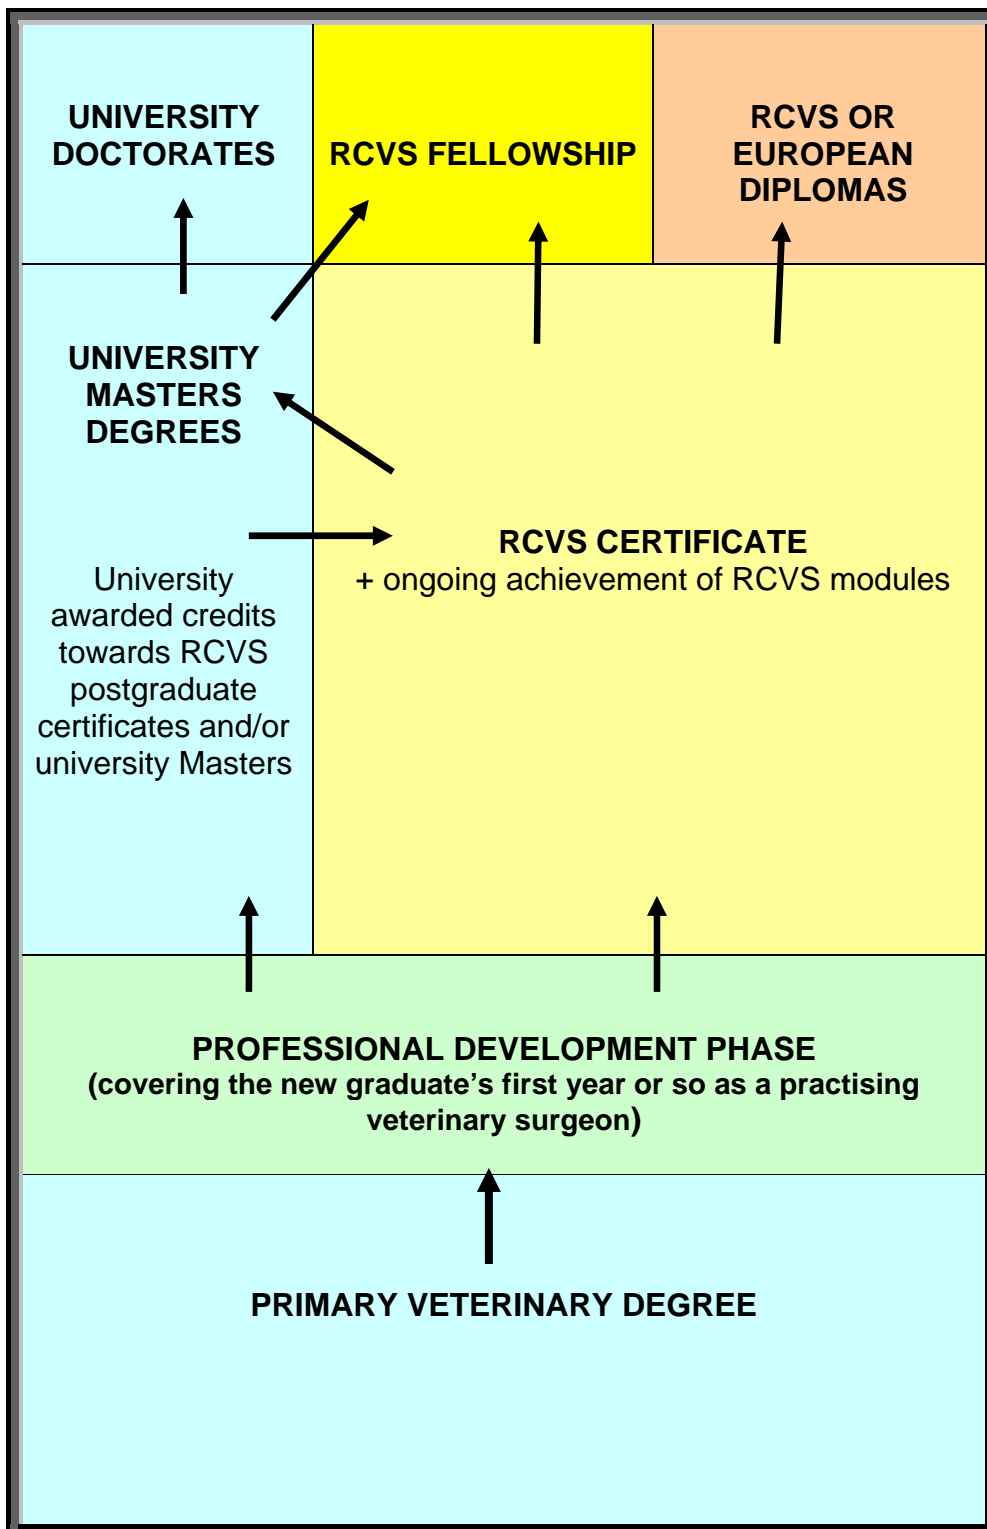 UNIVERSITY
DOCTORATES
RCVS FELLOWSHIP
RCVS OR
EUROPEAN
DIPLOMAS
UNIVERSITY
MASTERS
DEGREES
University
awarded credits
towards RCVS
postgraduate
certificates and/or
university Masters
RCVS CERTIFICATE
+ ongoing achievement of RCVS modules
PROFESSIONAL DEVELOPMENT PHASE
(covering the new graduate’s first year or so as a practising
veterinary surgeon)
PRIMARY VETERINARY DEGREE